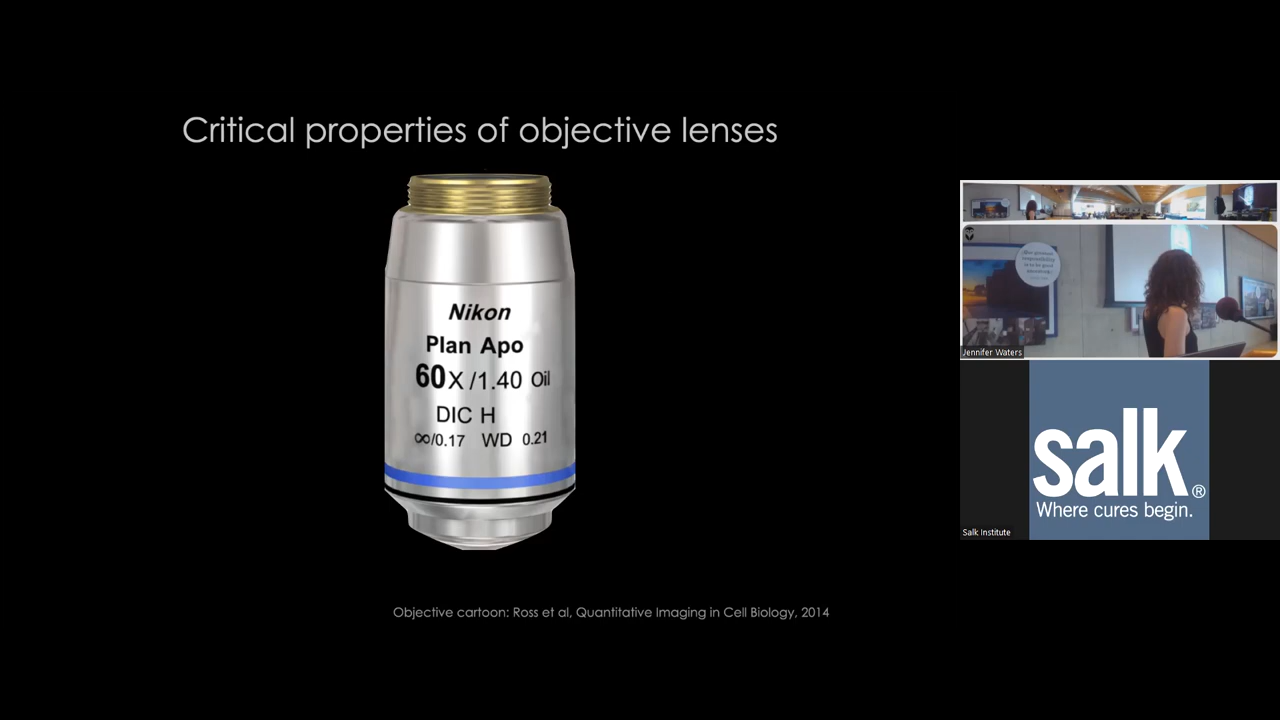 Critical properties of objective lenses
Nikon
Plan Apo
60X /1.40 Oil
DIC H
∞/0.17 WD 0.21
Objective cartoon: Ross et al, Quantitative Imaging in Cell Biology, 2014
Jennifer Waters
salk®
Where cures begin.
Salk Institute